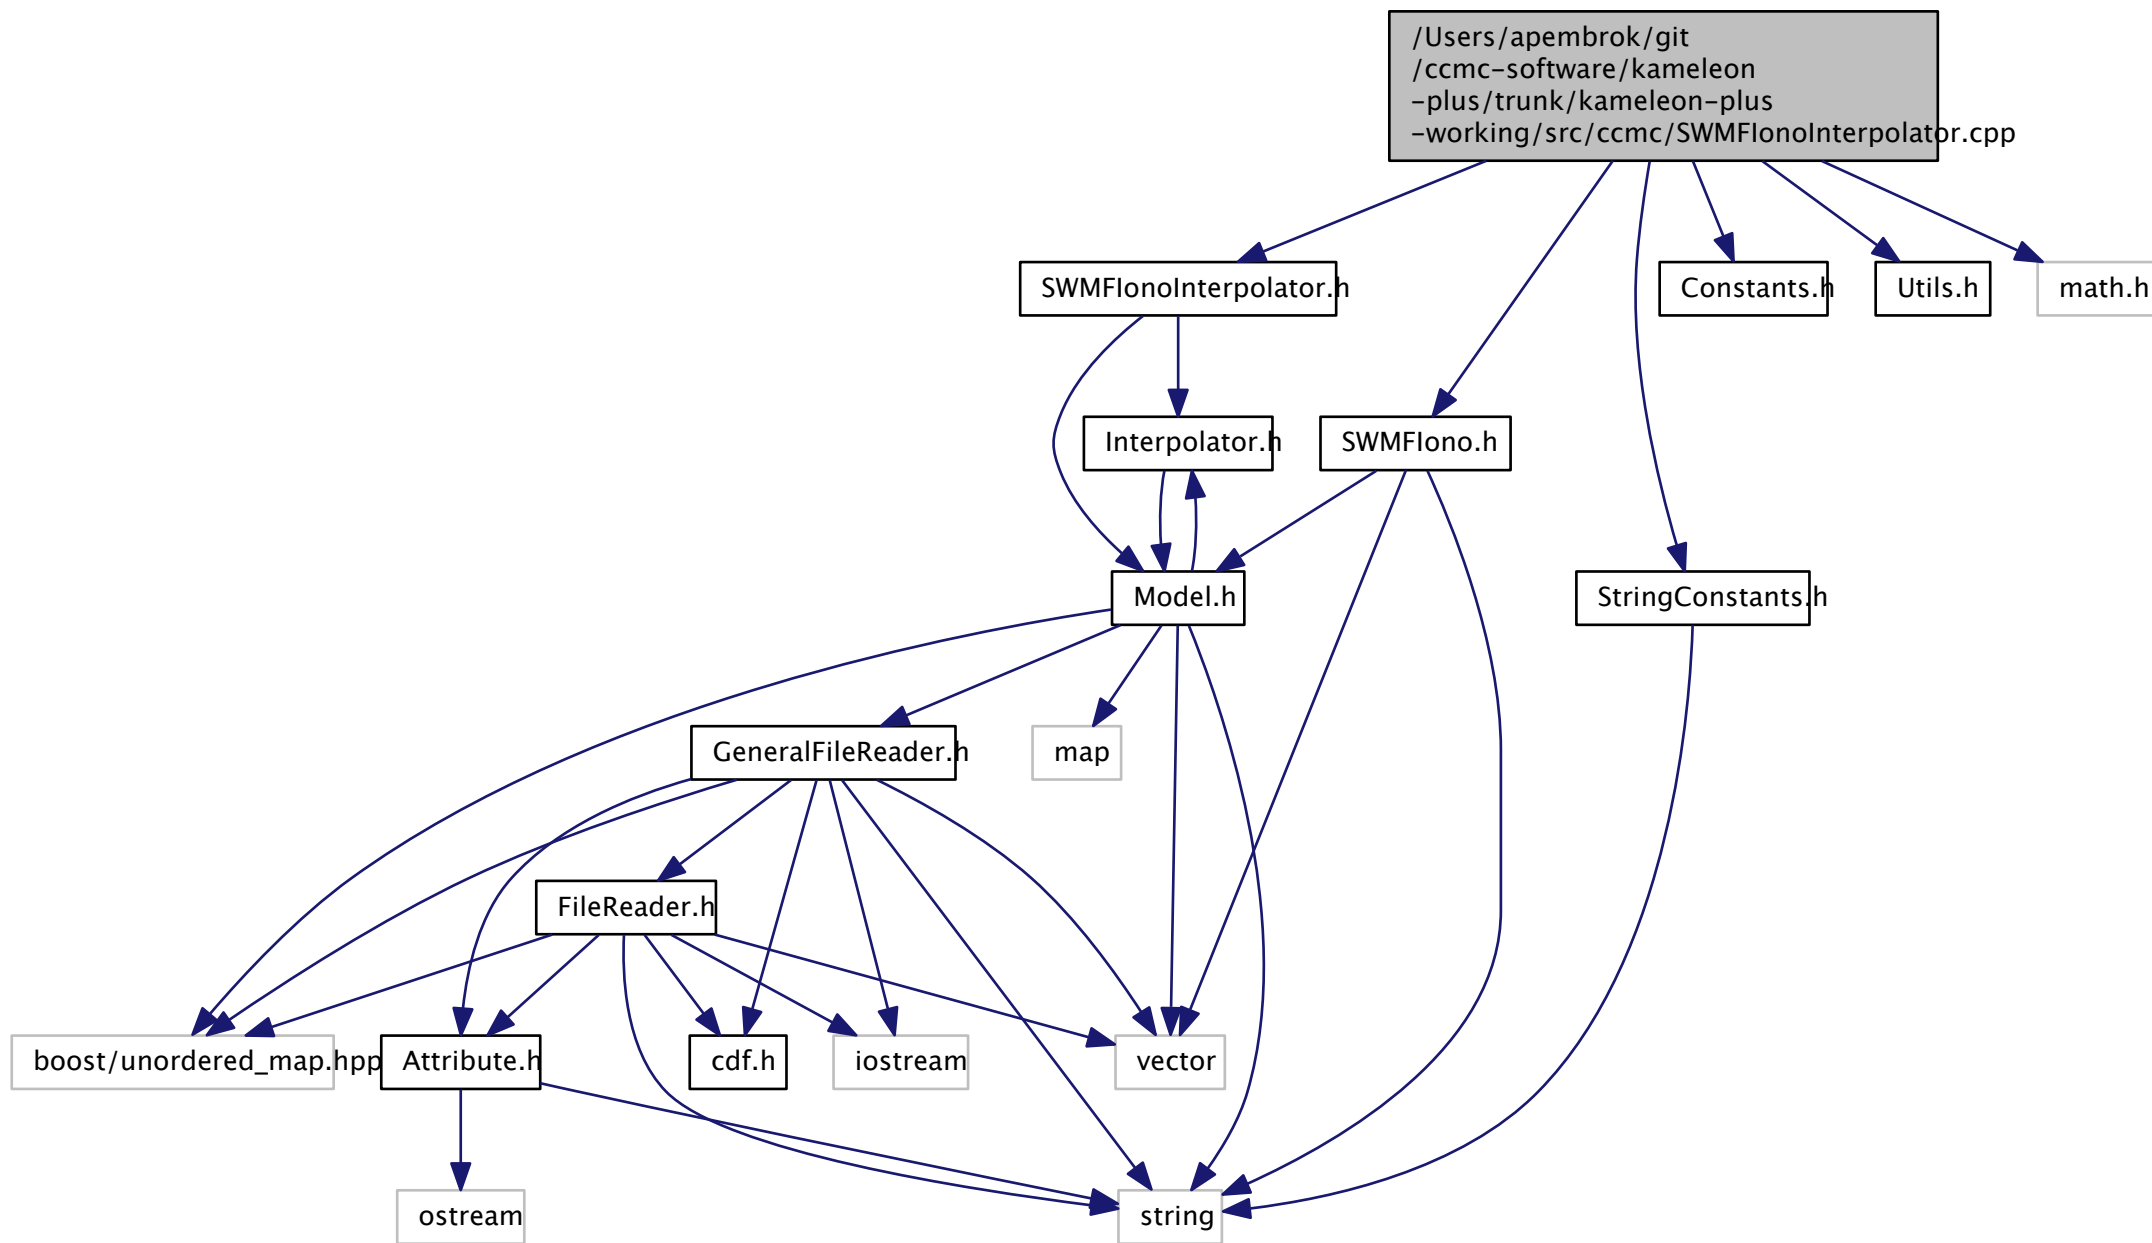 /Users/apembrok/git
/ccmc-software/kameleon
-plus/trunk/kameleon-plus
-working/src/ccmc/SWMFIonoInterpolator.cpp
SWMFIonoInterpolator.h
Constants.h
Utils.h
math.h
Interpolator.h
SWMFIono.h
Model.h
StringConstants.h
GeneralFileReader.h
map
FileReader.h
boost/unordered_map.hpp
Attribute.h
cdf.h
iostream
vector
ostream
string